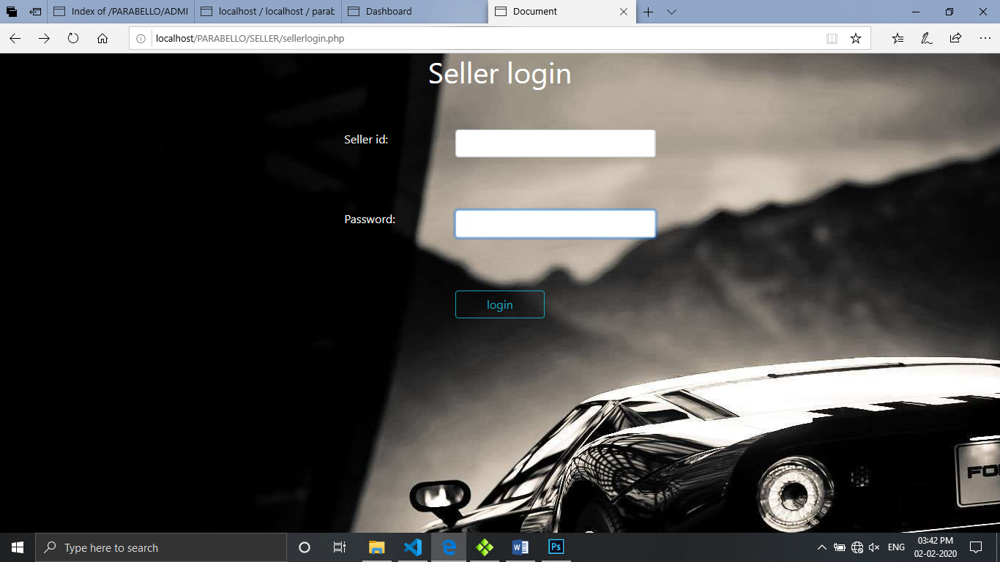 Index of /PARABELLO/ADMI
localhost / localhost / parab
Dashboard
Document
localhost/PARABELLO/SELLER/sellerlogin.php
Seller login
Seller id:
Password:
login
FO
Type here to search
W
Ps
ENG
03:42 PM
02-02-2020